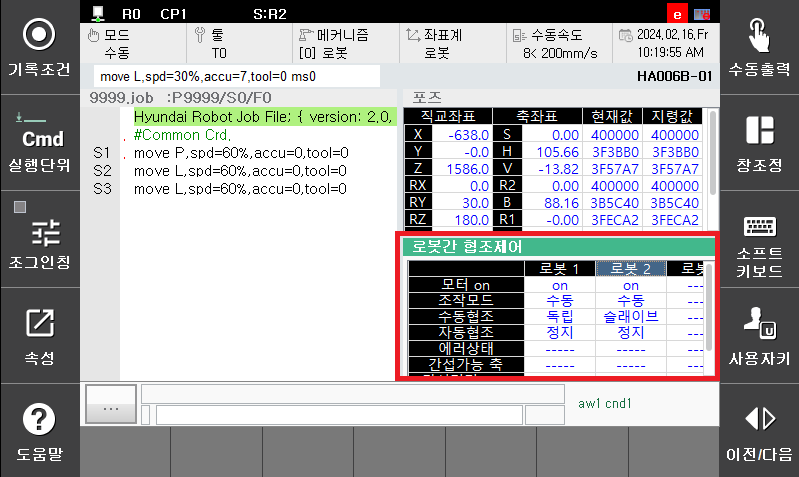 R0 CP1 S:R2 e
기록조건
Cmd
실행단위
조그인칭
속성
도움말
모드
수동
툴
T0
메커니즘
[0] 로봇
좌표계
로봇
수동속도
8< 200mm/s
2024,02,16,Fr
10:19:55 AM
move L,spd=30%,accu=7,tool=0 ms0
HA006B-01
9999.job :P9999/S0/F0
Hyundai Robot Job File; { version: 2,0,
#Common Crd,
S1 move P,spd=60%,accu=0,tool=0
S2 move L,spd=60%,accu=0,tool=0
S3 move L,spd=60%,accu=0,tool=0
포즈
직교좌표 축좌표 현재값 지령값
X -638.0 S 0.00 400000 400000
Y -0.0 H 105.66 3F3BB0 3F3BB0
Z 1586.0 V -13.82 3F57A7 3F57A7
RX 0.0 R2 0.00 400000 400000
RY 30.0 B 88.16 3B5C40 3B5C40
RZ 180.0 R1 -0.00 3FECA2 3FECA2
로봇간 협조제어
로봇 1 로봇 2 로봇
모터 on on on ---
조작모드 수동 수동 ---
수동협조 독립 슬래이브 ---
자동협조 정지 정지 ---
에러상태 ----- ----- ---
간섭가능 축 ----- ----- ---
...
aw1 cnd1
수동출력
창조정
소프트
키보드
U
사용자키
이전/다음